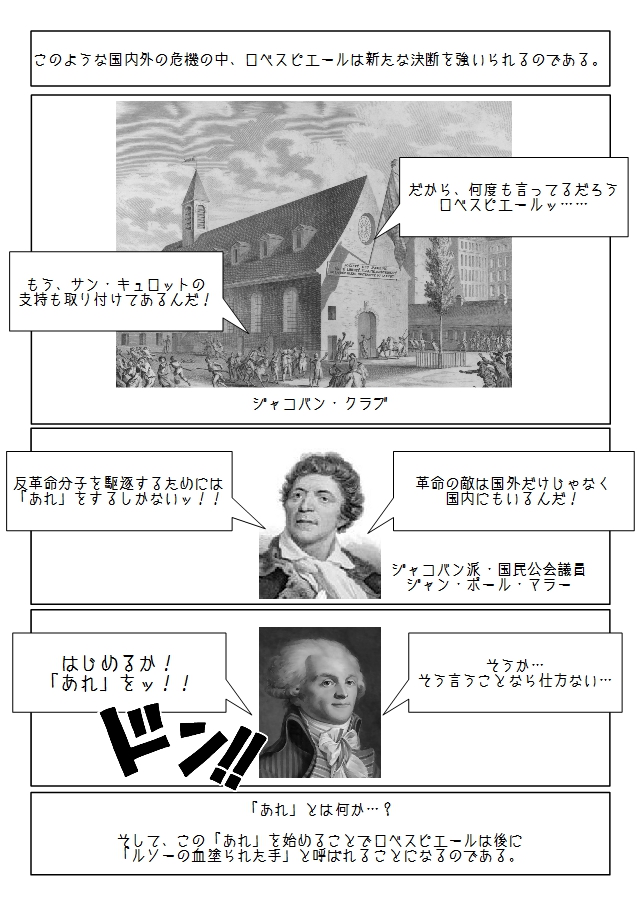 このような国内外の危機の中、ロベスピエールは新たな決断を強いられるのである。
だから、何度も言ってるだろう
ロベスピエールッ……
もう、サン・キュロットの
支持も取り付けてあるんだ！
ジャコバン・クラブ
革命の敵は国外だけじゃなく
国内にもいるんだ！
反革命分子を駆逐するためには
「あれ」をするしかないッ！！
ジャコバン派・国民公会議員
ジャン・ポール・マラー
そうか…
そう言うことなら仕方ない…
はじめるか！
「あれ」をッ！！
ドン!!
「あれ」とは何か…？
そして、この「あれ」を始めることでロベスピエールは後に
「ルソーの血塗られた手」と呼ばれることになるのである。